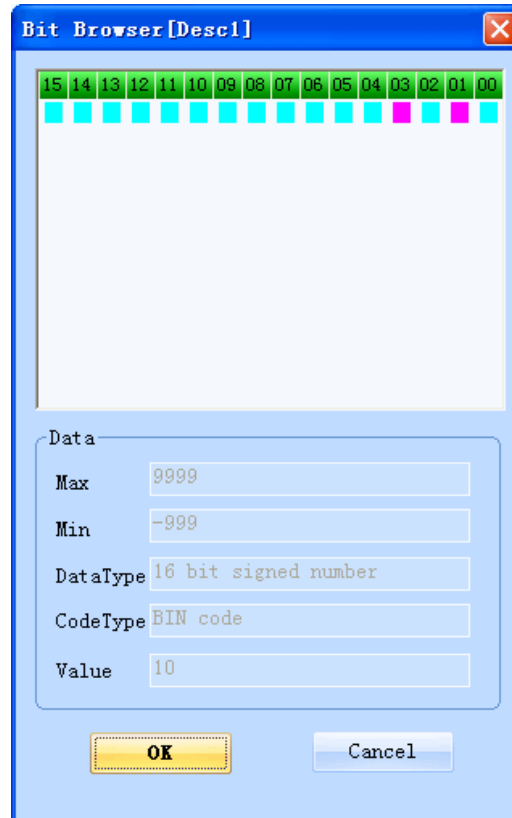 Bit Browser[Desc1]
15 14 13 12 11 10 09 08 07 06 05 04 03 02 01 00
Data
Max 9999
Min -999
DataType 16 bit signed number
CodeType BIN code
Value 10
OK Cancel